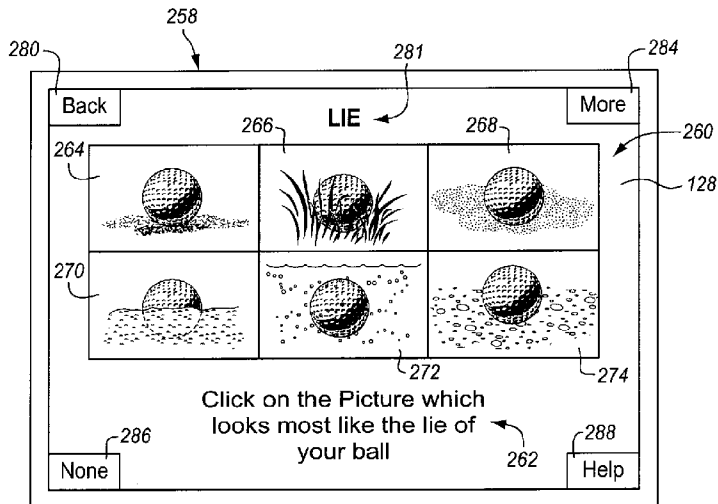 258
280
281
284
Back
More
LIE
264
266
268
260
128
270
272
274
Click on the Picture which
looks most like the lie of
your ball
262
286
288
None
Help